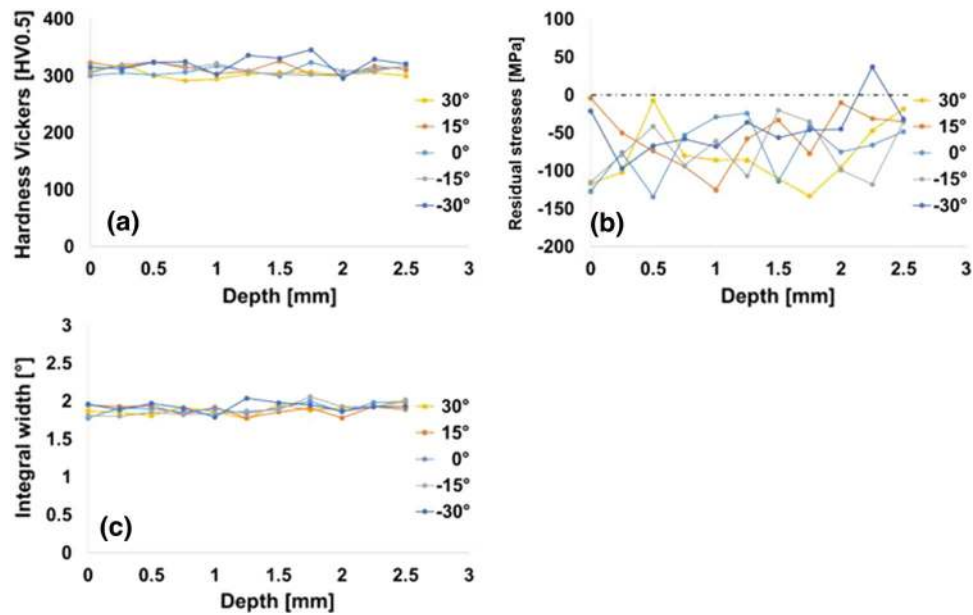 400
300
200
100
0
Hardness Vickers [HV0.5]
(a)
30°
15°
0°
-15°
-30°
0 0.5 1 1.5 2 2.5 3
Depth [mm]
100
50
0
-50
-100
-150
-200
Residual stresses [MPa]
(b)
30°
15°
0°
-15°
-30°
0 0.5 1 1.5 2 2.5 3
Depth [mm]
3
2.5
2
1.5
1
0.5
0
Integral width [°]
(c)
30°
15°
0°
-15°
-30°
0 0.5 1 1.5 2 2.5 3
Depth [mm]